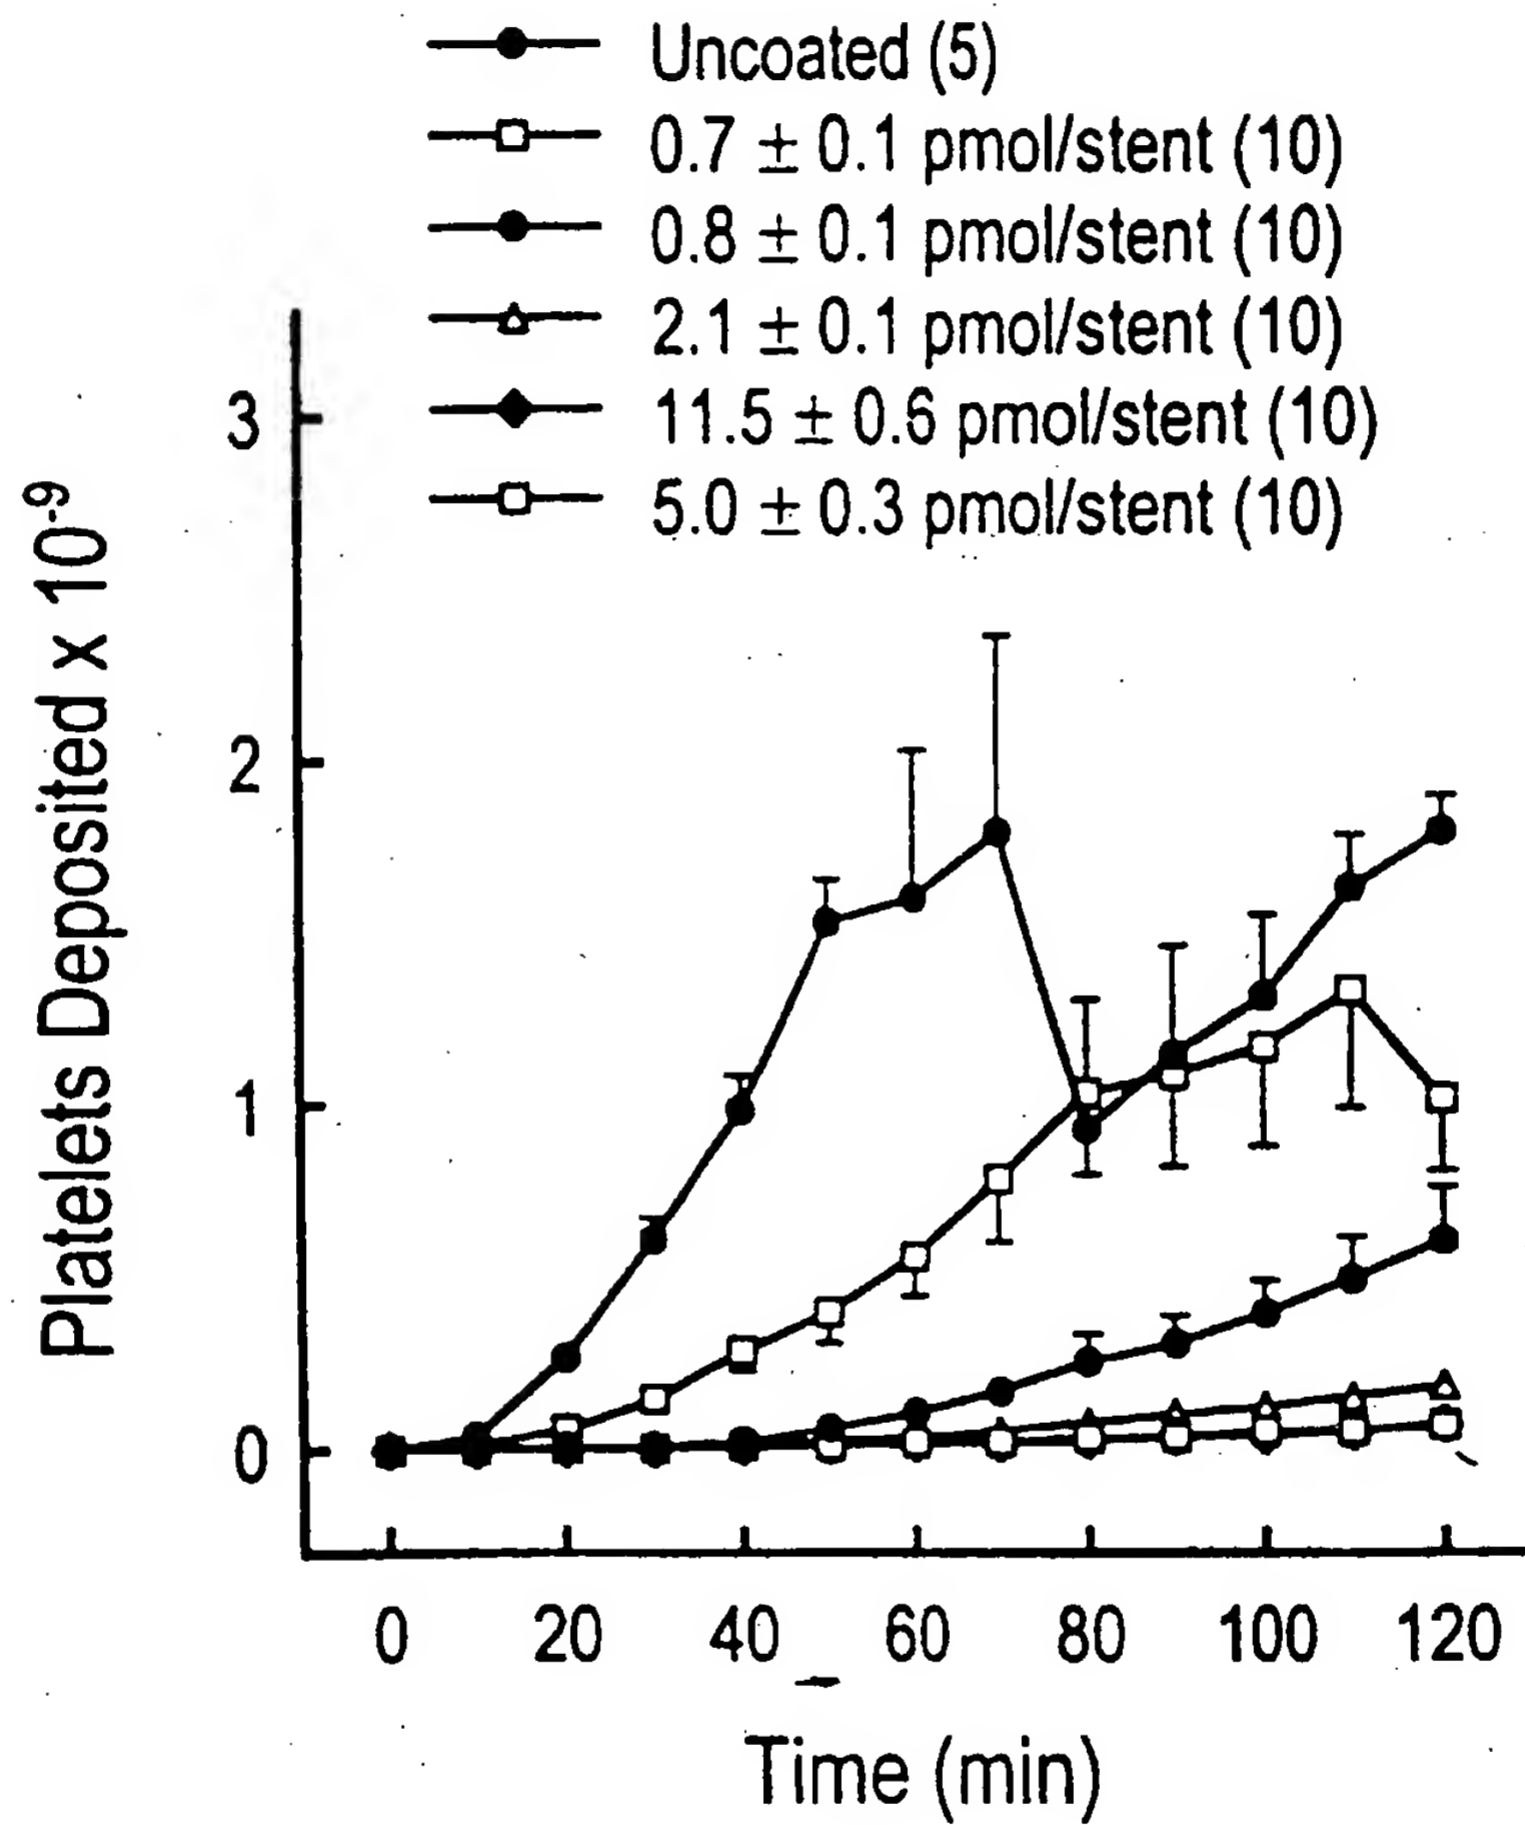 Uncoated (5)
0.7 ± 0.1 pmol/stent (10)
0.8 ± 0.1 pmol/stent (10)
2.1 ± 0.1 pmol/stent (10)
11.5 ± 0.6 pmol/stent (10)
5.0 ± 0.3 pmol/stent (10)
Platelets Deposited x 10⁻⁹
3
2
1
0
0 20 40 60 80 100 120
Time (min)